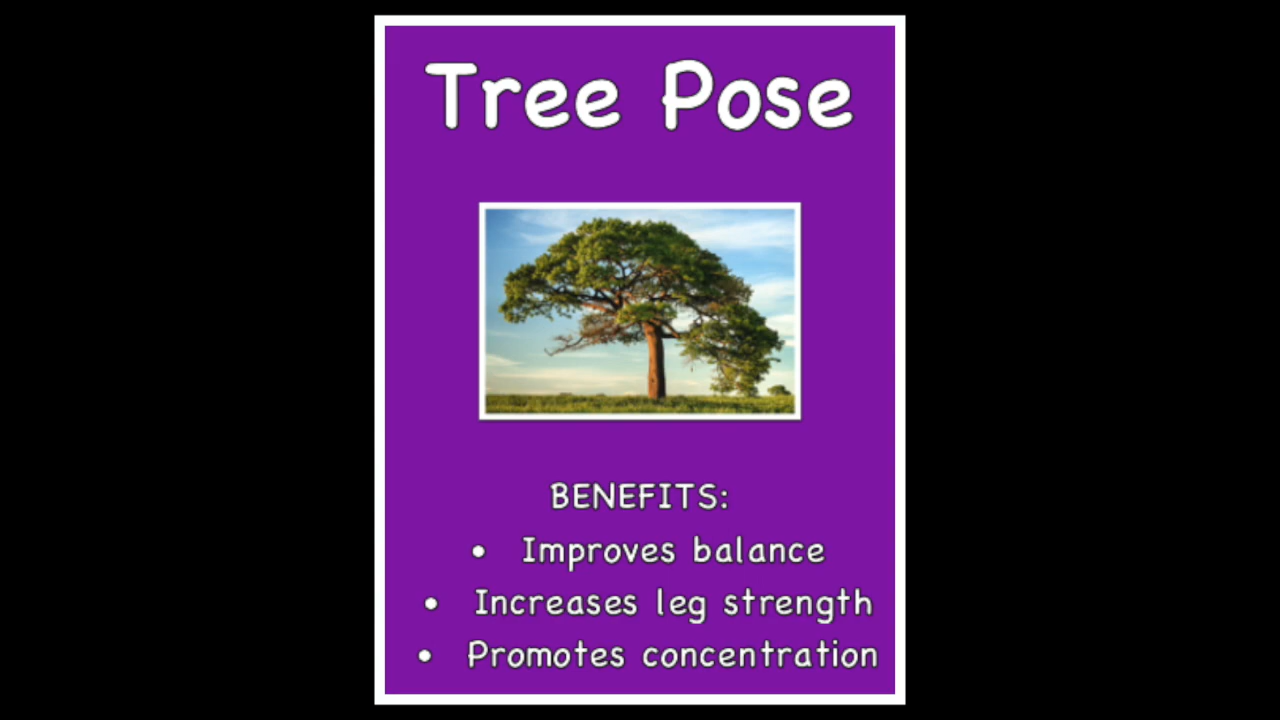 Tree Pose
BENEFITS:
• Improves balance
• Increases leg strength
• Promotes concentration